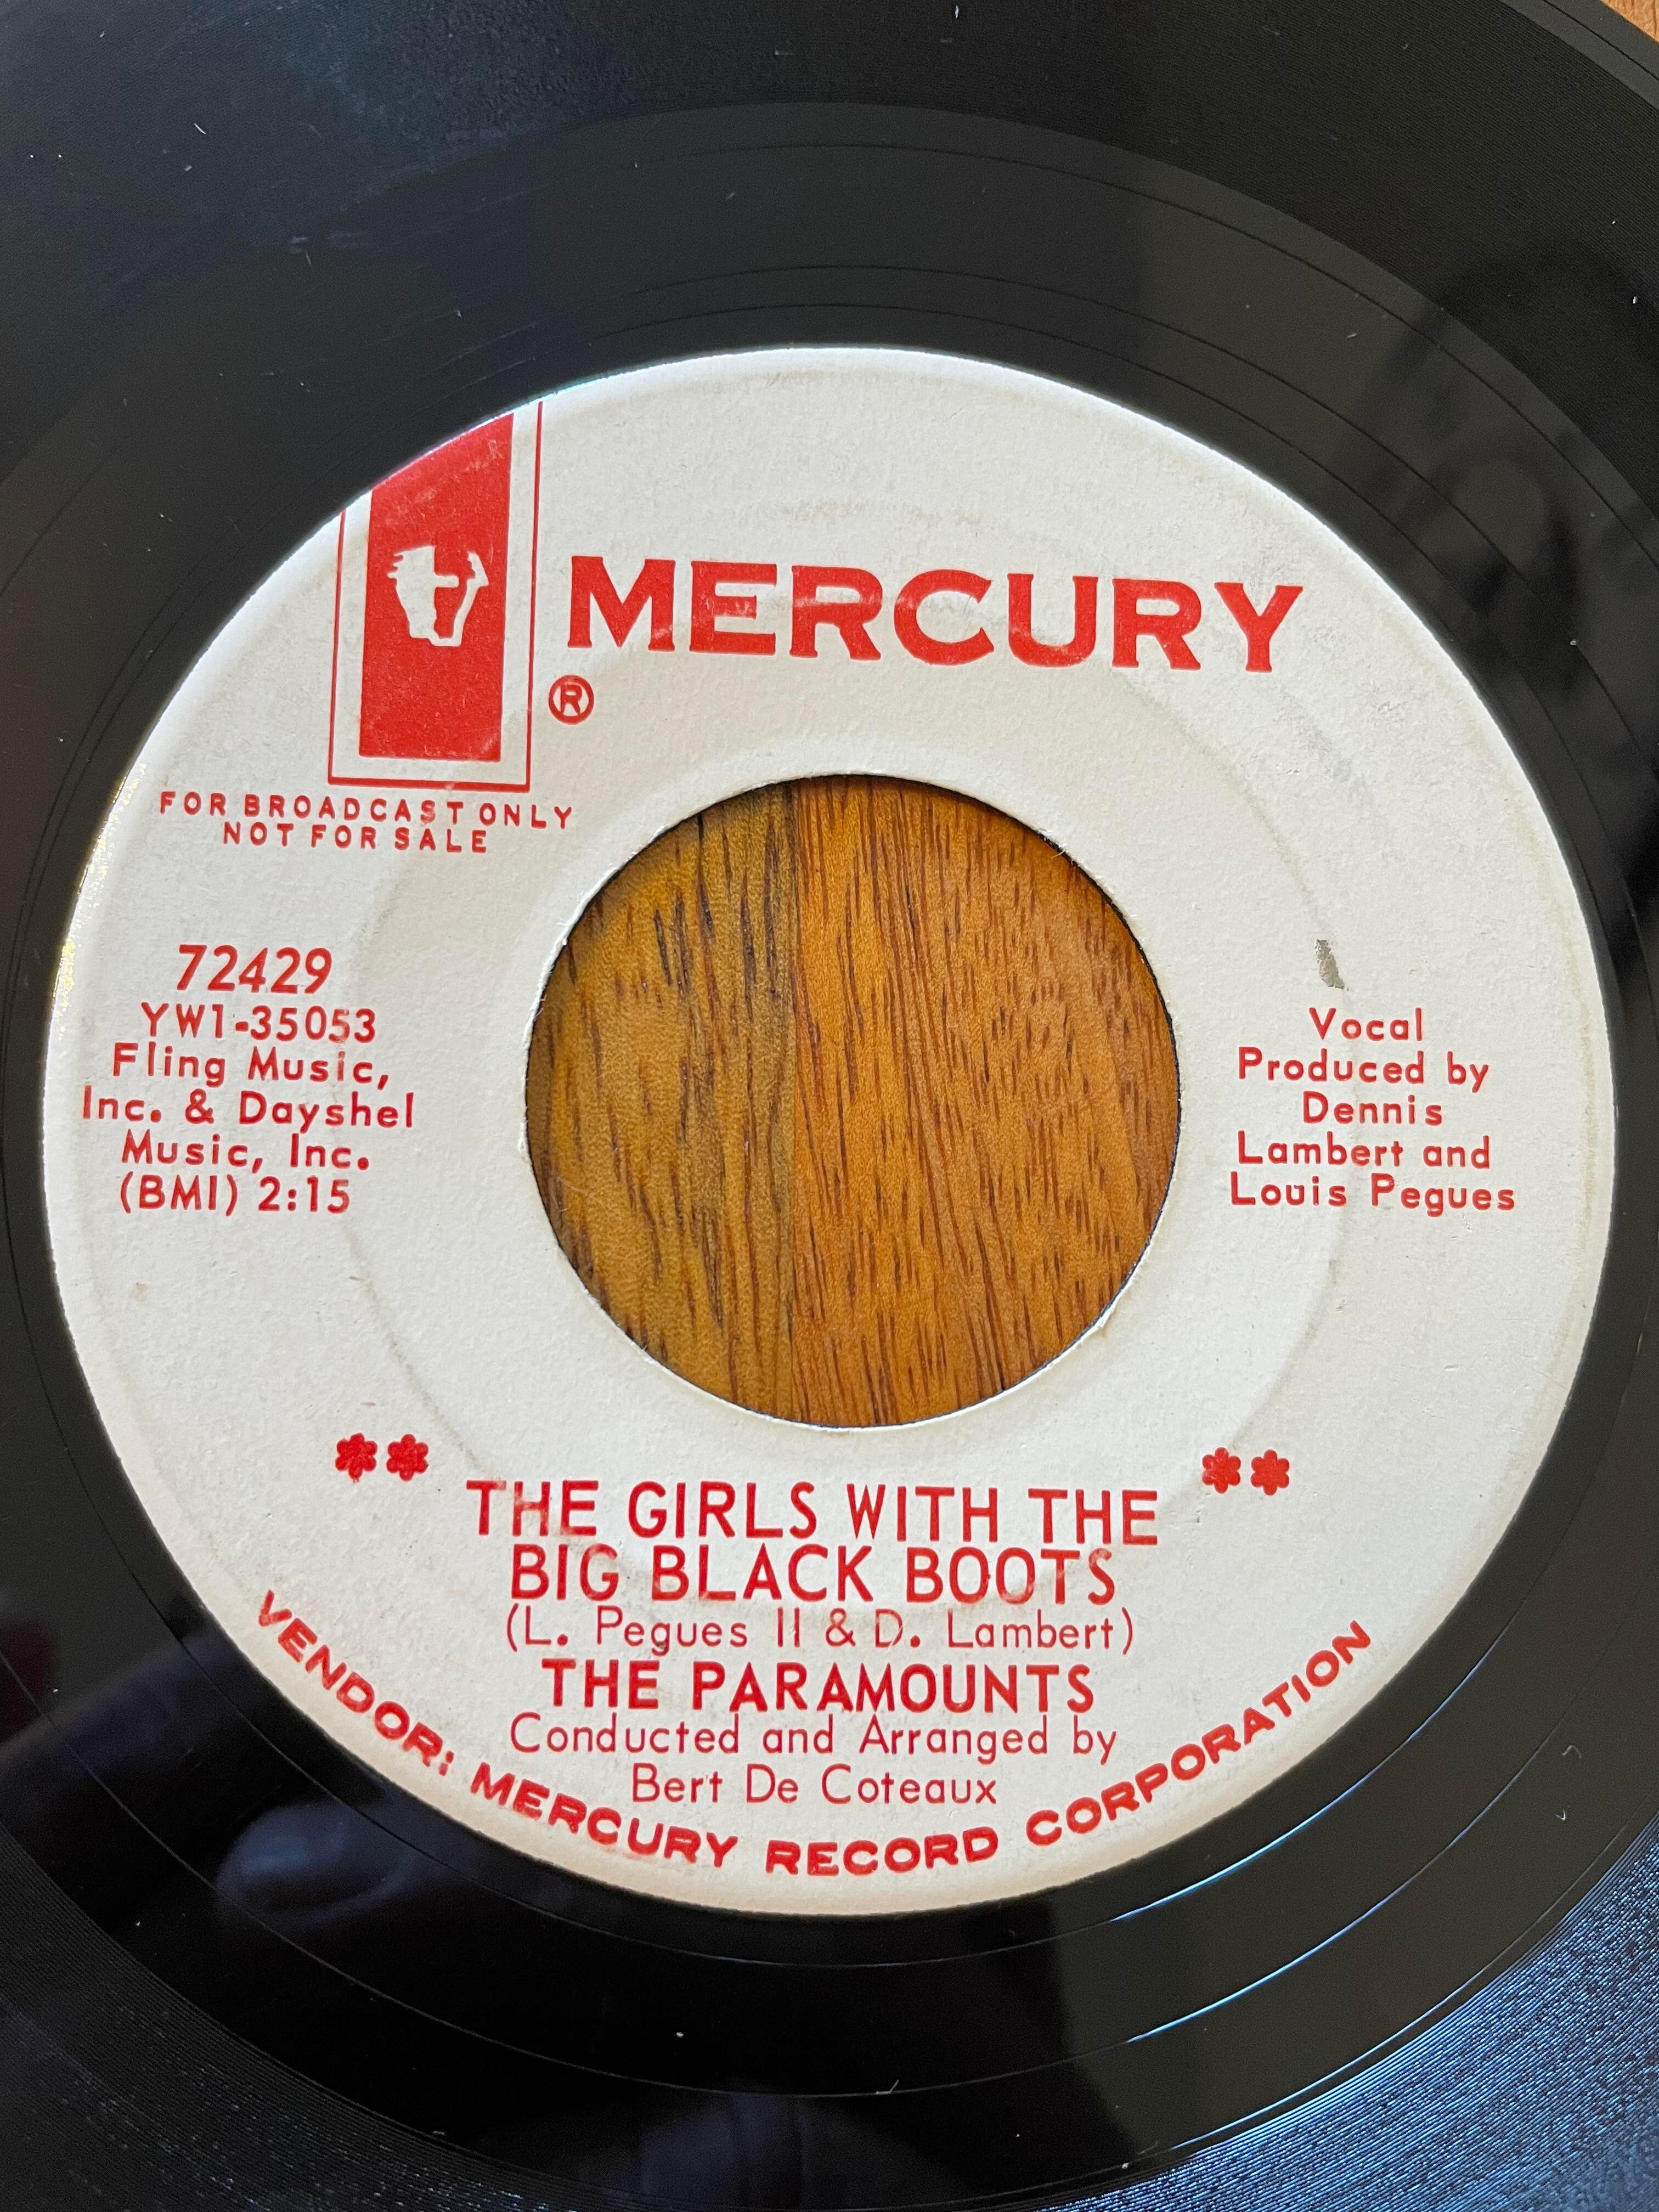 MERCURY
®
FOR BROADCAST ONLY
NOT FOR SALE
72429
YW1-35053
Fling Music,
Inc. & Dayshel
Music, Inc.
(BMI) 2:15
Vocal
Produced by
Dennis
Lambert and
Louis Pegues
** THE GIRLS WITH THE **
BIG BLACK BOOTS
(L. Pegues II & D. Lambert)
THE PARAMOUNTS
Conducted and Arranged by
Bert De Coteaux
VENDOR: MERCURY RECORD CORPORATION